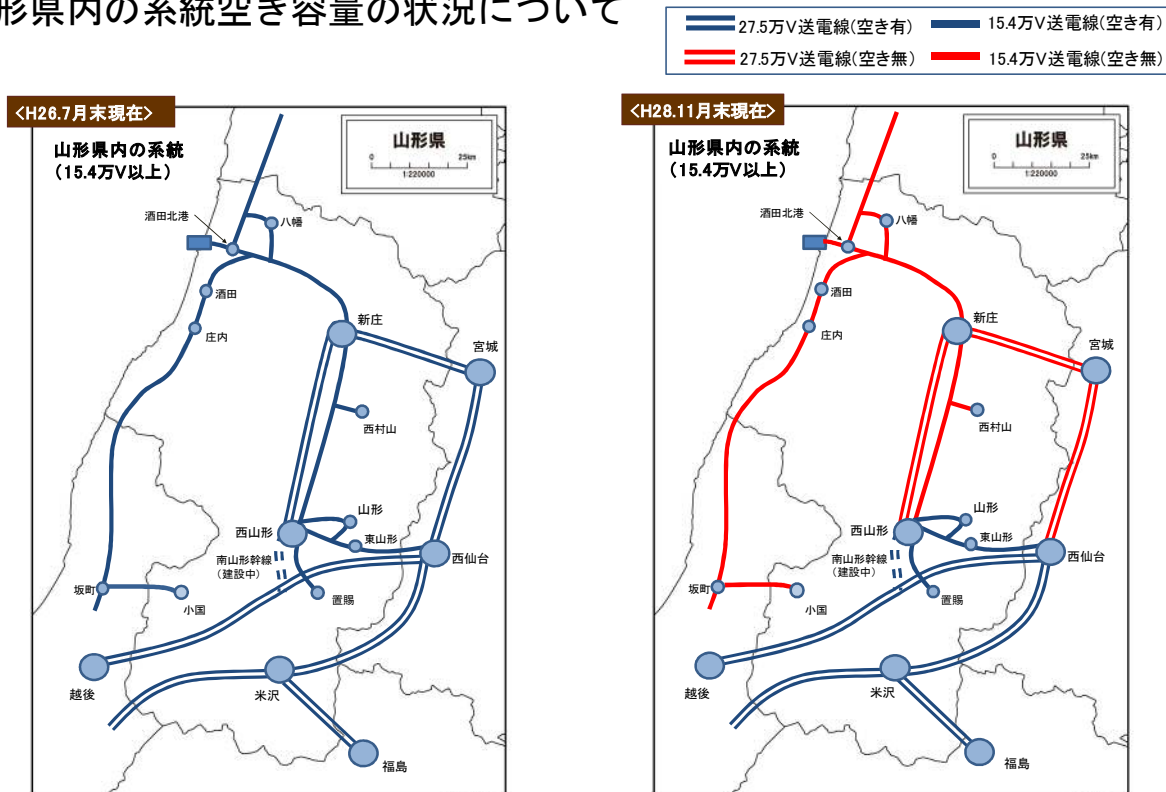 形県内の系統空き容量の状況について
27.5万V送電線(空き有)
15.4万V送電線(空き有)
27.5万V送電線(空き無)
15.4万V送電線(空き無)
<H26.7月末現在>
山形県内の系統
(15.4万V以上)
山形県
0 25km
1:220000
酒田北港
八幡
酒田
庄内
新庄
宮城
西村山
山形
西山形
東山形
南山形幹線
(建設中)
西仙台
坂町
小国
置賜
越後
米沢
福島
<H28.11月末現在>
山形県内の系統
(15.4万V以上)
山形県
0 25km
1:220000
酒田北港
八幡
酒田
庄内
新庄
宮城
西村山
山形
西山形
東山形
南山形幹線
(建設中)
西仙台
坂町
小国
置賜
越後
米沢
福島